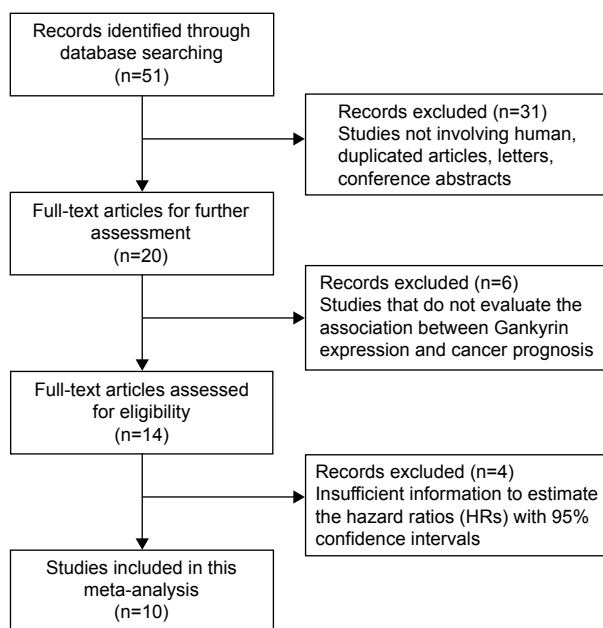 Records identified through
database searching
(n=51)
Records excluded (n=31)
Studies not involving human,
duplicated articles, letters,
conference abstracts
Full-text articles for further
assessment
(n=20)
Records excluded (n=6)
Studies that do not evaluate the
association between Gankyrin
expression and cancer prognosis
Full-text articles assessed
for eligibility
(n=14)
Records excluded (n=4)
Insufficient information to estimate
the hazard ratios (HRs) with 95%
confidence intervals
Studies included in this
meta-analysis
(n=10)